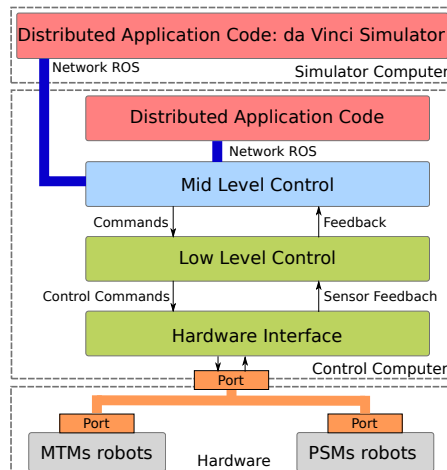 Distributed Application Code: da Vinci Simulator
Network ROS
Simulator Computer
Distributed Application Code
Network ROS
Mid Level Control
Commands
Feedback
Low Level Control
Control Commands
Sensor Feedbach
Hardware Interface
Control Computer
Port
Port
Port
MTMs robots
Hardware
PSMs robots